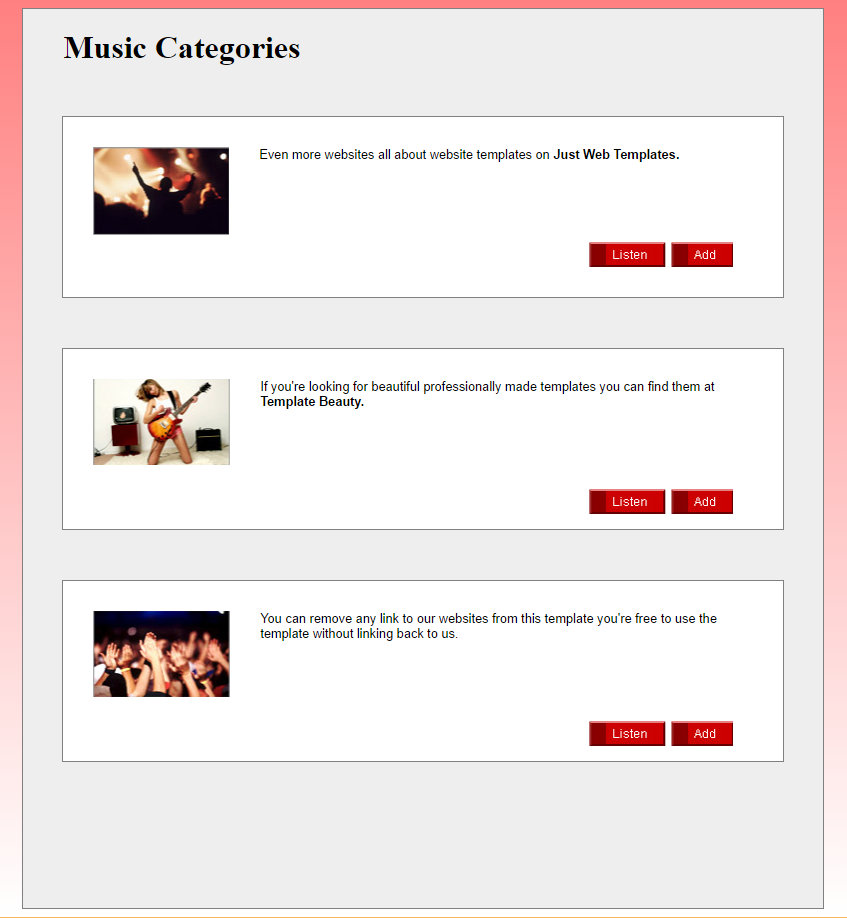 Music Categories
Even more websites all about website templates on Just Web Templates.
Listen
Add
If you're looking for beautiful professionally made templates you can find them at
Template Beauty.
Listen
Add
You can remove any link to our websites from this template you're free to use the
template without linking back to us.
Listen
Add